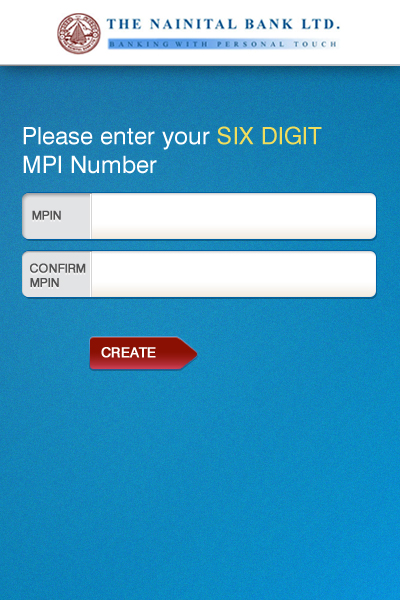 THE NAINITAL BANK LTD.
BANKING WITH PERSONAL TOUCH
Please enter your SIX DIGIT
MPI Number
MPIN
CONFIRM
MPIN
CREATE